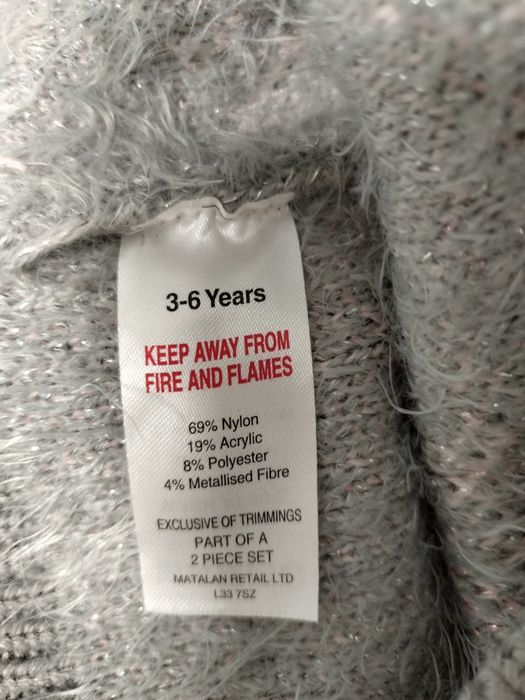 3-6 Years
KEEP AWAY FROM
FIRE AND FLAMES
69% Nylon
19% Acrylic
8% Polyester
4% Metallised Fibre
EXCLUSIVE OF TRIMMINGS
PART OF A
2 PIECE SET
MATALAN RETAIL LTD
L33 7SZ